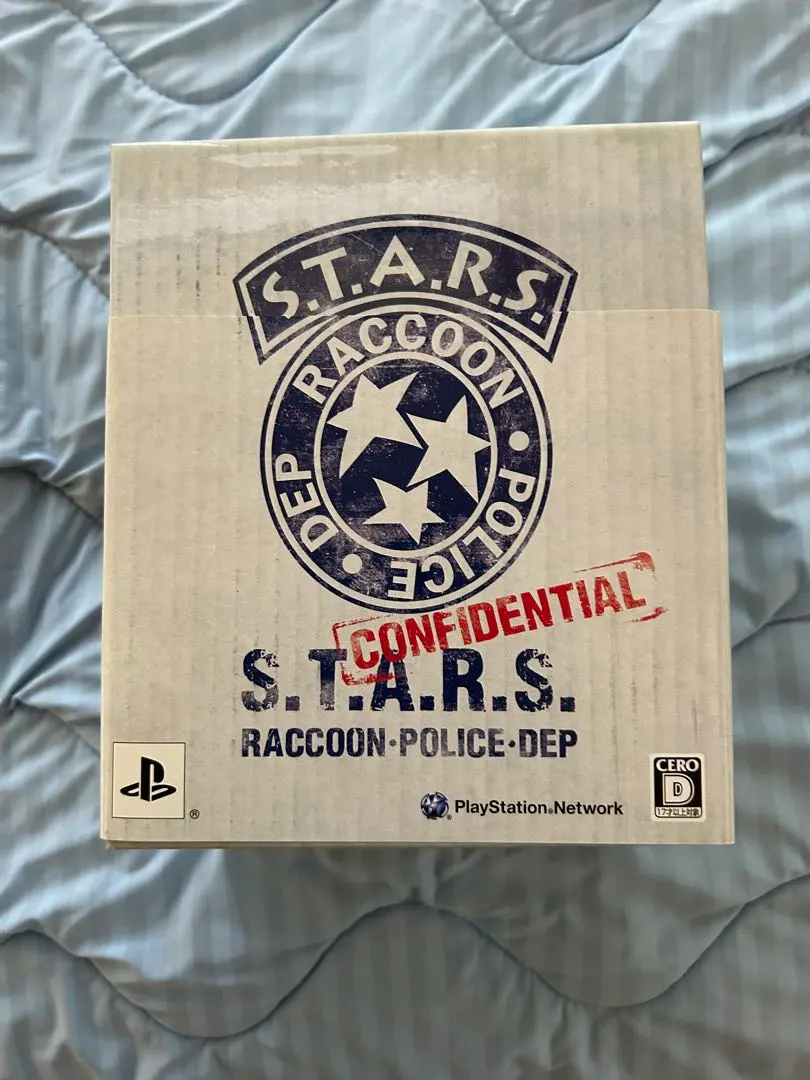 S.T.A.R.S.
RACCOON • POLICE • DEP
CONFIDENTIAL
S.T.A.R.S.
RACCOON·POLICE·DEP
®
PlayStation®Network
CERO
D
17才以上対象